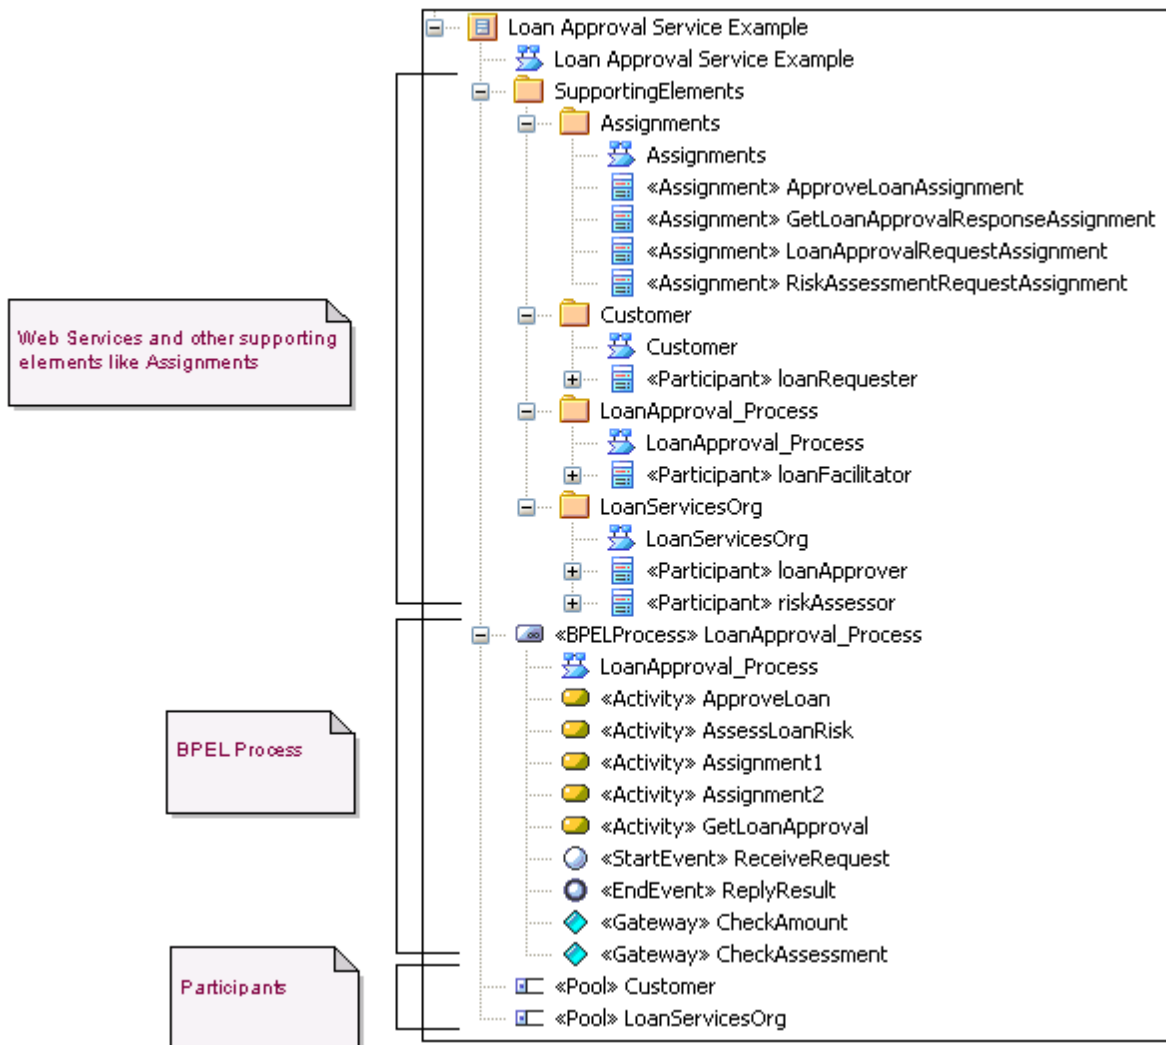 Loan Approval Service Example
Loan Approval Service Example
SupportingElements
Assignments
Assignments
«Assignment» ApproveLoanAssignment
«Assignment» GetLoanApprovalResponseAssignment
«Assignment» LoanApprovalRequestAssignment
«Assignment» RiskAssessmentRequestAssignment
Customer
Customer
«Participant» loanRequester
LoanApproval_Process
LoanApproval_Process
«Participant» loanFacilitator
LoanServicesOrg
LoanServicesOrg
«Participant» loanApprover
«Participant» riskAssessor
«BPELProcess» LoanApproval_Process
LoanApproval_Process
«Activity» ApproveLoan
«Activity» AssessLoanRisk
«Activity» Assignment1
«Activity» Assignment2
«Activity» GetLoanApproval
«StartEvent» ReceiveRequest
«EndEvent» ReplyResult
«Gateway» CheckAmount
«Gateway» CheckAssessment
«Pool» Customer
«Pool» LoanServicesOrg
Web Services and other supporting
elements like Assignments
BPEL Process
Participants